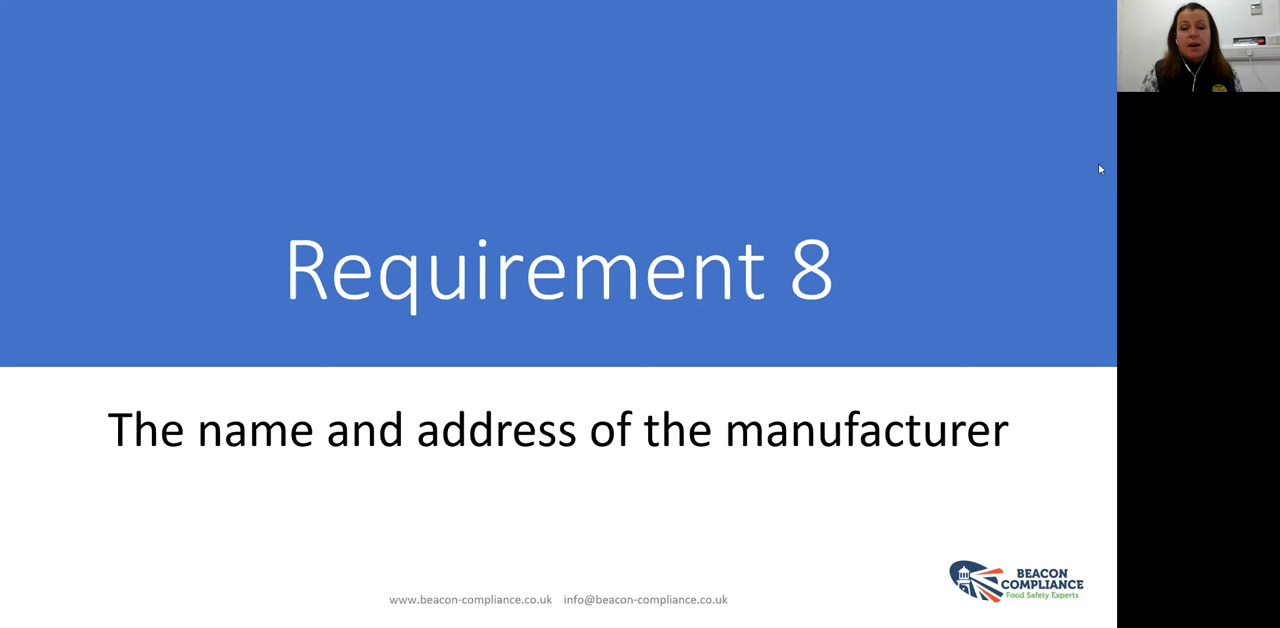 Requirement 8
The name and address of the manufacturer
BEACON
COMPLIANCE
Food Safety Experts
www.beacon-compliance.co.uk info@beacon-compliance.co.uk